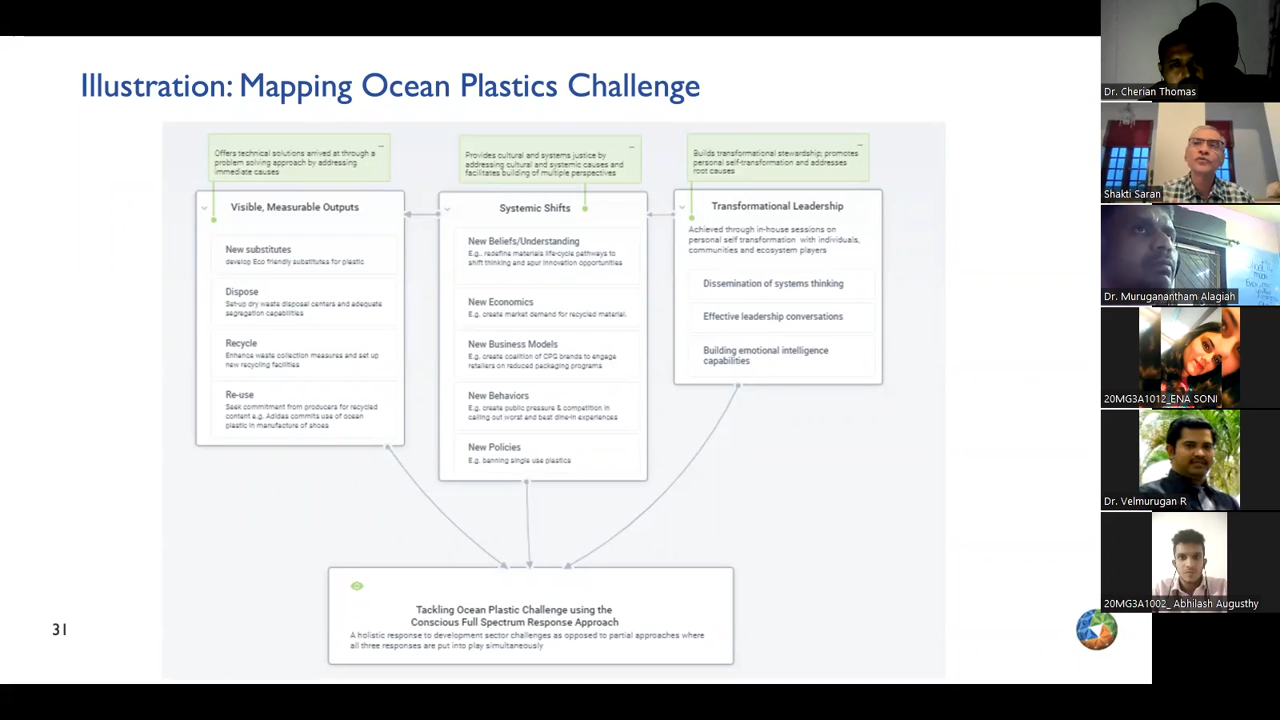 Illustration: Mapping Ocean Plastics Challenge
Offers technical solutions arrived at through a
problem solving approach by addressing
immediate causes
Visible, Measurable Outputs
New substitutes
develop Eco friendly substitutes for plastic
Dispose
Set-up dry waste disposal centers and adequate
segregation capabilities
Recycle
Enhance waste collection measures and set up
new recycling facilities
Re-use
Seek commitment from producers for recycled
content e.g. Adidas commits use of ocean
plastic in manufacture of shoes
Provides cultural and systems justice by
addressing cultural and systemic causes and
facilitates building of multiple perspectives
Systemic Shifts
New Beliefs/Understanding
E.g.. redefine materials life-cycle pathways to
shift thinking and spur innovation opportunities
New Economics
E.g. create market demand for recycled material.
New Business Models
E.g. create coalition of CPG brands to engage
retailers on reduced packaging programs
New Behaviors
E.g. create public pressure & competition in
calling out worst and best dine-in experiences
New Policies
E.g. banning single use plastics
Builds transformational stewardship; promotes
personal self-transformation and addresses
root causes
Transformational Leadership
Achieved through in-house sessions on
personal self transformation with individuals,
communities and ecosystem players
Dissemination of systems thinking
Effective leadership conversations
Building emotional intelligence
capabilities
Tackling Ocean Plastic Challenge using the
Conscious Full Spectrum Response Approach
A holistic response to development sector challenges as opposed to partial approaches where
all three responses are put into play simultaneously
31
Dr. Cherian Thomas
Shakti Saran
Dr. Muruganantham Alagiah
20MG3A1012_ENA SONI
Dr. Velmurugan R
20MG3A1002_ Abhilash Augusthy